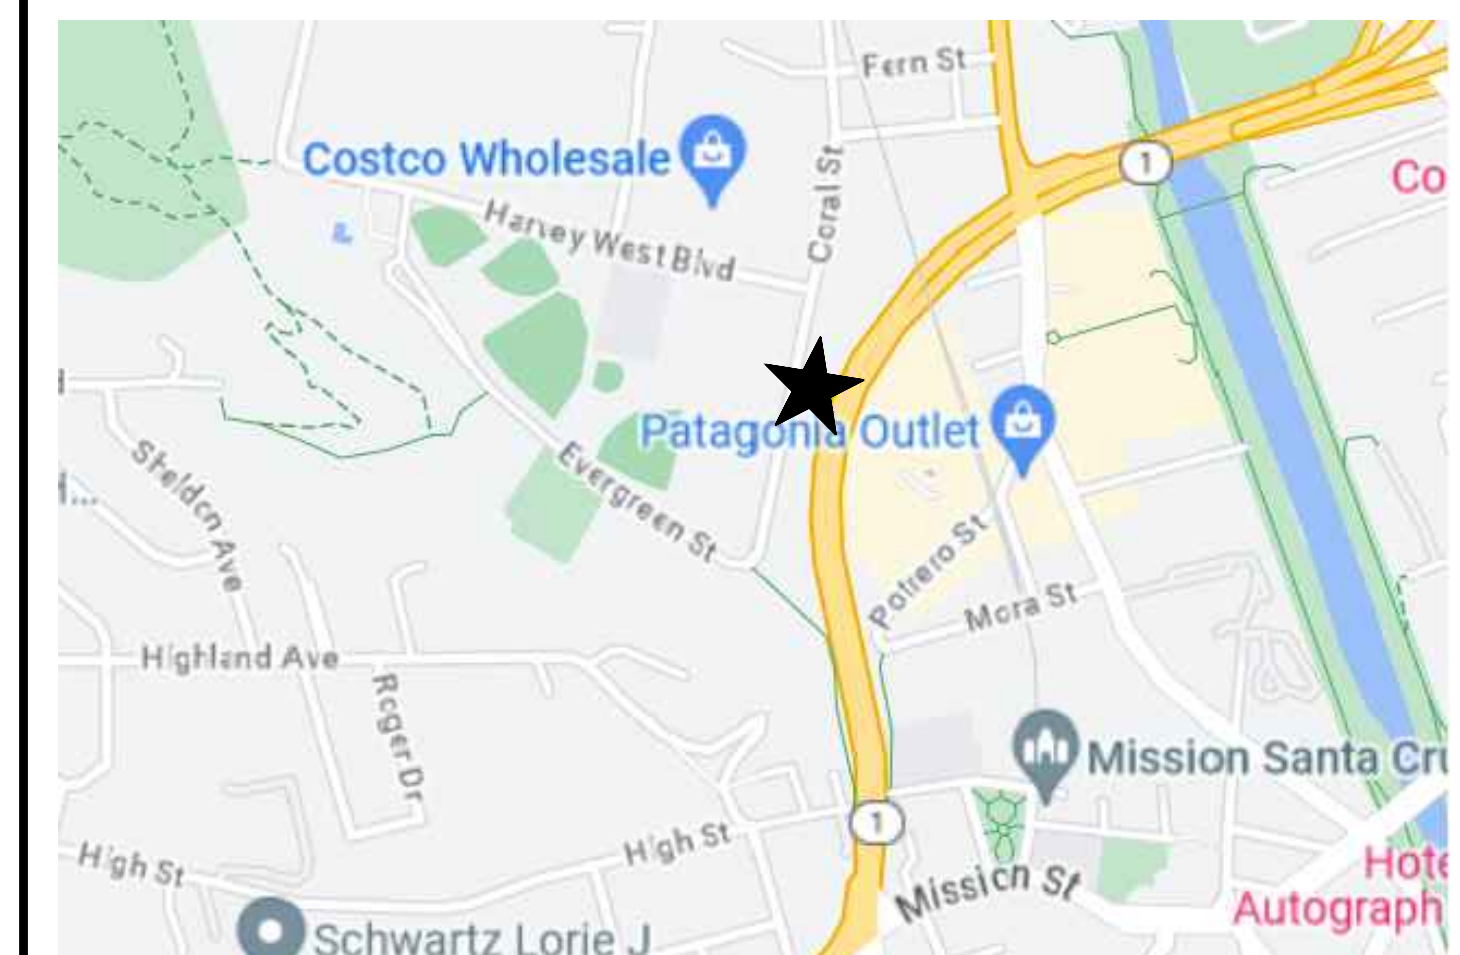 Fern St
Costco Wholesale
1
Co
Coral St
Harvey West Blvd
Patagonia Outlet
Sheldon Ave
Evergreen St
Potrero St
Mora St
Highland Ave
Roger Dr
Mission Santa Cru
1
High St
High St
Mission St
Hote
Autograph
Schwartz Lorie J